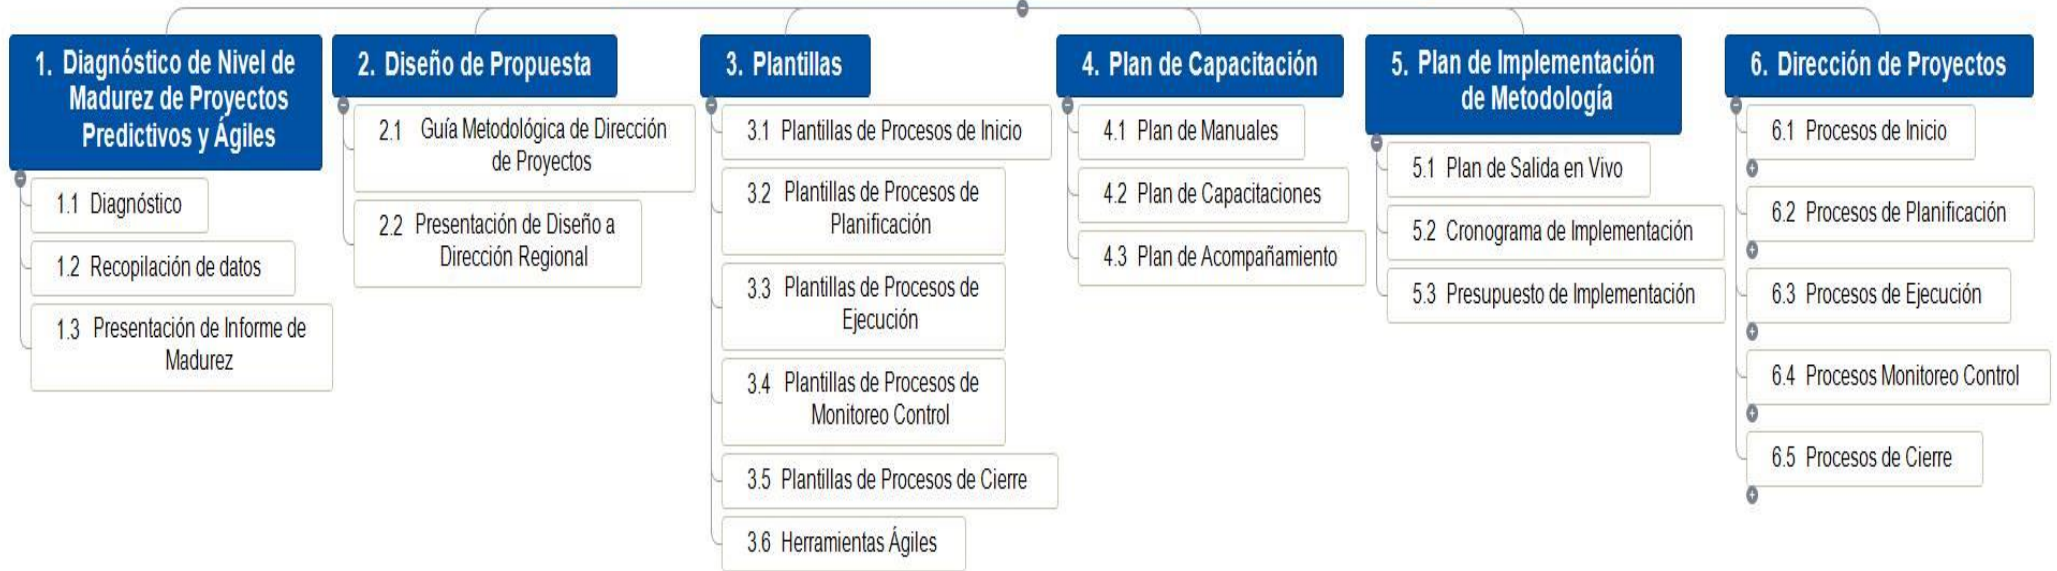 1. Diagnóstico de Nivel de
Madurez de Proyectos
Predictivos y Ágiles
1.1 Diagnóstico
1.2 Recopilación de datos
1.3 Presentación de Informe de
Madurez
2. Diseño de Propuesta
2.1 Guía Metodológica de Dirección
de Proyectos
2.2 Presentación de Diseño a
Dirección Regional
3. Plantillas
3.1 Plantillas de Procesos de Inicio
3.2 Plantillas de Procesos de
Planificación
3.3 Plantillas de Procesos de
Ejecución
3.4 Plantillas de Procesos de
Monitoreo Control
3.5 Plantillas de Procesos de Cierre
3.6 Herramientas Ágiles
4. Plan de Capacitación
4.1 Plan de Manuales
4.2 Plan de Capacitaciones
4.3 Plan de Acompañamiento
5. Plan de Implementación
de Metodología
5.1 Plan de Salida en Vivo
5.2 Cronograma de Implementación
5.3 Presupuesto de Implementación
6. Dirección de Proyectos
6.1 Procesos de Inicio
6.2 Procesos de Planificación
6.3 Procesos de Ejecución
6.4 Procesos Monitoreo Control
6.5 Procesos de Cierre